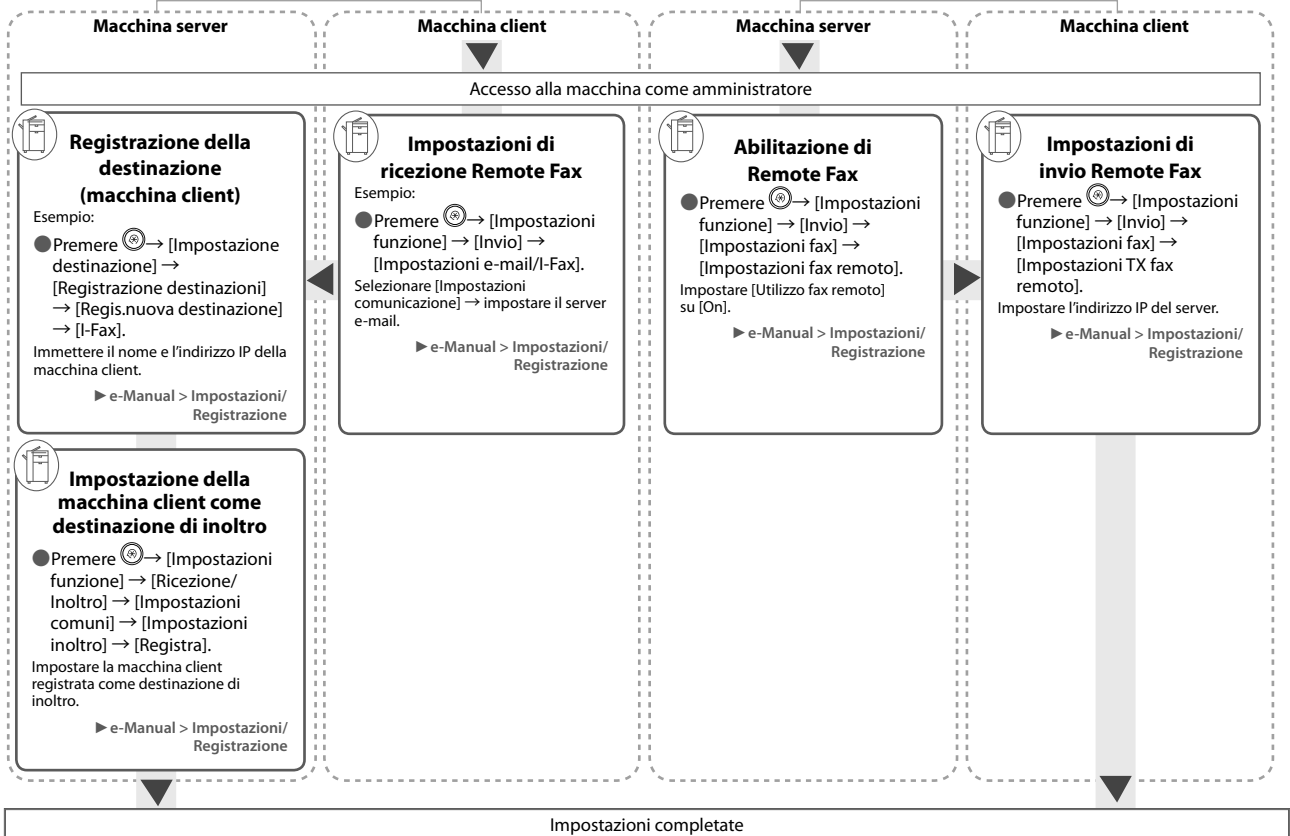 Macchina server
Macchina client
Macchina server
Macchina client
Accesso alla macchina come amministratore
Registrazione della
destinazione
(macchina client)
Esempio:
●Premere → [Impostazione
destinazione] →
[Registrazione destinazioni]
→ [Regis.nuova destinazione]
→ [I-Fax].
Immettere il nome e l'indirizzo IP della
macchina client.
►e-Manual > Impostazioni/
Registrazione
Impostazione della
macchina client come
destinazione di inoltro
●Premere → [Impostazioni
funzione] → [Ricezione/
Inoltro] → [Impostazioni
comuni] → [Impostazioni
inoltro] → [Registra].
Impostare la macchina client
registrata come destinazione di
inoltro.
►e-Manual > Impostazioni/
Registrazione
Impostazioni di
ricezione Remote Fax
Esempio:
●Premere → [Impostazioni
funzione] → [Invio] →
[Impostazioni e-mail/I-Fax].
Selezionare [Impostazioni
comunicazione] → impostare il server
e-mail.
►e-Manual > Impostazioni/
Registrazione
Abilitazione di
Remote Fax
●Premere → [Impostazioni
funzione] → [Invio] →
[Impostazioni fax] →
[Impostazioni fax remoto].
Impostare [Utilizzo fax remoto]
su [On].
►e-Manual > Impostazioni/
Registrazione
Impostazioni di
invio Remote Fax
●Premere → [Impostazioni
funzione] → [Invio] →
[Impostazioni fax] →
[Impostazioni TX fax
remoto].
Impostare l'indirizzo IP del server.
►e-Manual > Impostazioni/
Registrazione
Impostazioni completate